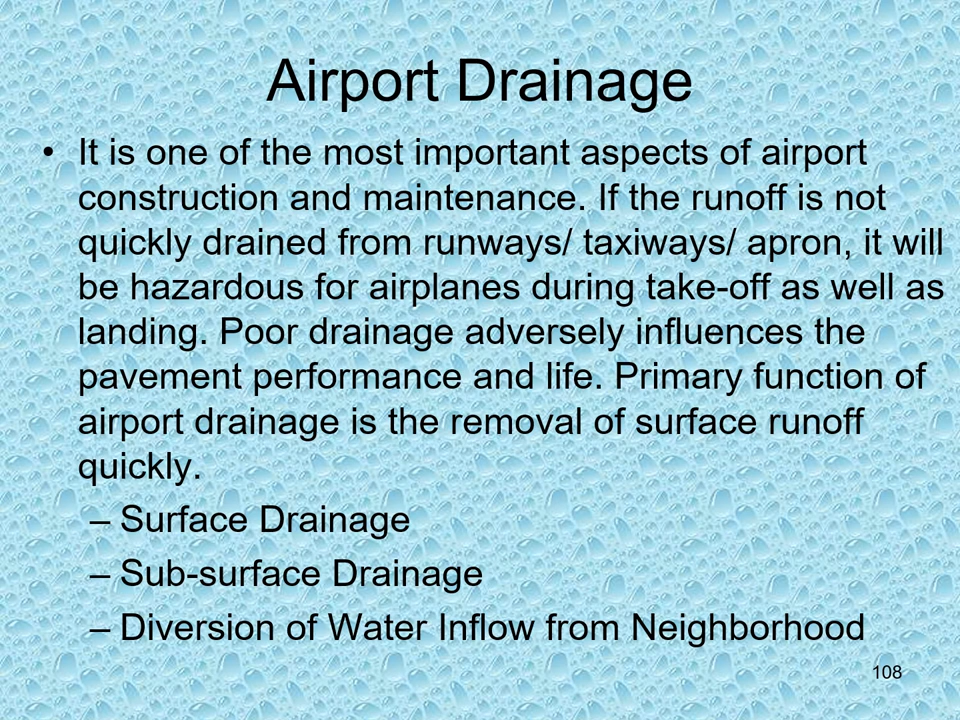 Airport Drainage
• It is one of the most important aspects of airport
construction and maintenance. If the runoff is not
quickly drained from runways/ taxiways/ apron, it will
be hazardous for airplanes during take-off as well as
landing. Poor drainage adversely influences the
pavement performance and life. Primary function of
airport drainage is the removal of surface runoff
quickly.
– Surface Drainage
– Sub-surface Drainage
– Diversion of Water Inflow from Neighborhood
108